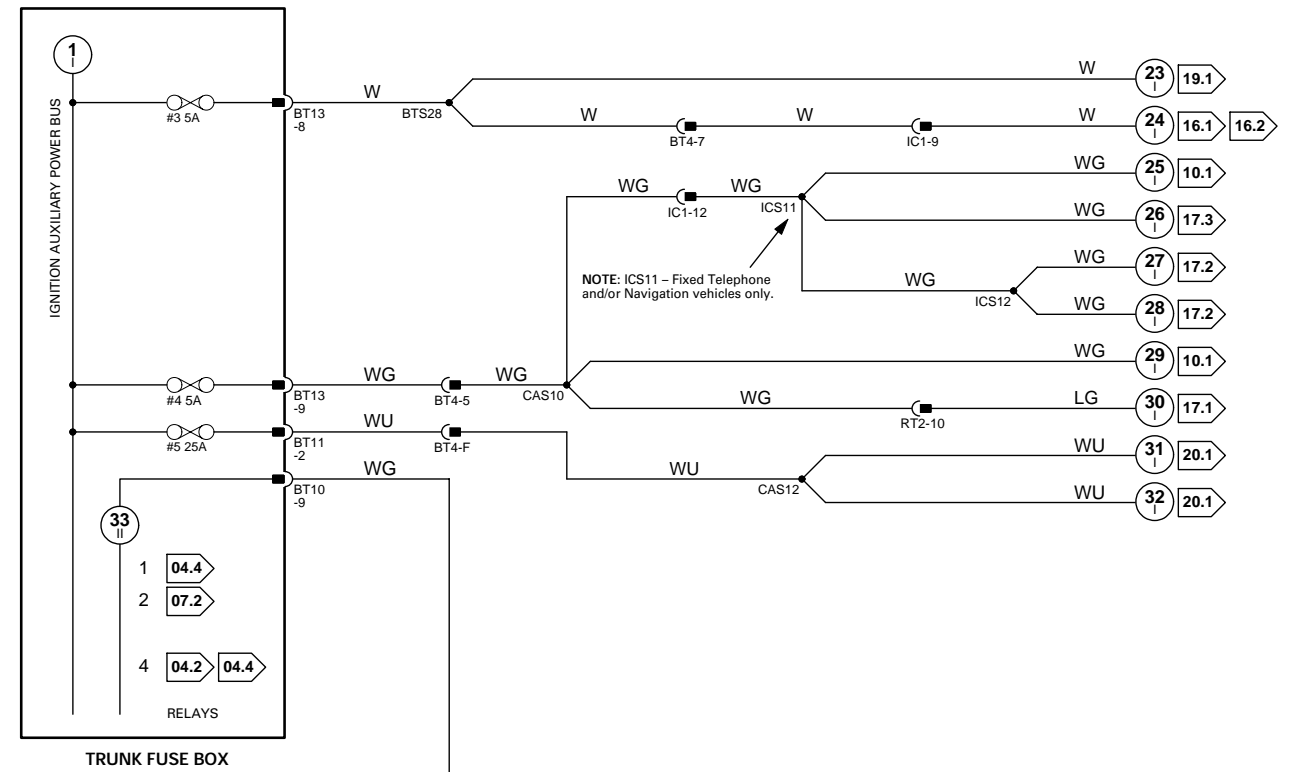 1
I
IGNITION AUXILIARY POWER BUS
#3 5A
BT13
-8
W
BTS28
W
23
I
19.1
W
BT4-7
W
IC1-9
W
24
I
16.1
16.2
WG
IC1-12
WG
ICS11
WG
25
I
10.1
WG
26
I
17.3
NOTE: ICS11 – Fixed Telephone
and/or Navigation vehicles only.
WG
ICS12
WG
27
I
17.2
WG
28
I
17.2
#4 5A
BT13
-9
WG
BT4-5
WG
CAS10
WG
29
I
10.1
WG
RT2-10
LG
30
I
17.1
#5 25A
BT11
-2
WU
BT4-F
WU
CAS12
WU
31
I
20.1
WU
32
I
20.1
WG
BT10
-9
33
II
1 04.4
2 07.2
4 04.2 04.4
RELAYS
TRUNK FUSE BOX